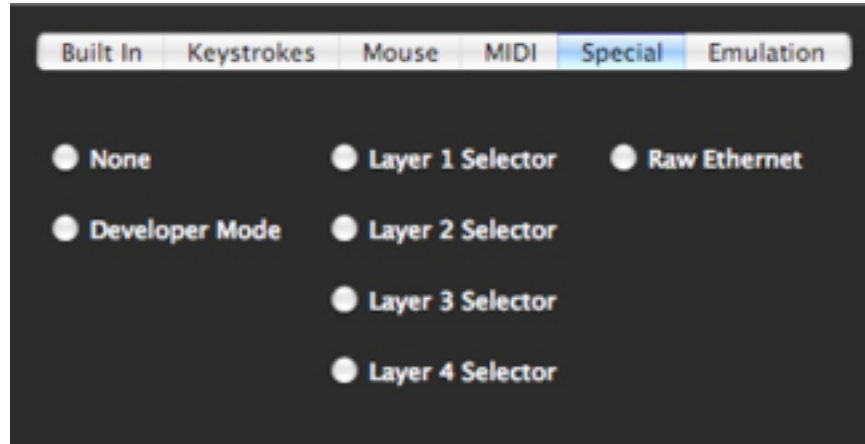 Built In Keystrokes Mouse MIDI Special Emulation
None Layer 1 Selector Raw Ethernet
Developer Mode Layer 2 Selector
Layer 3 Selector
Layer 4 Selector